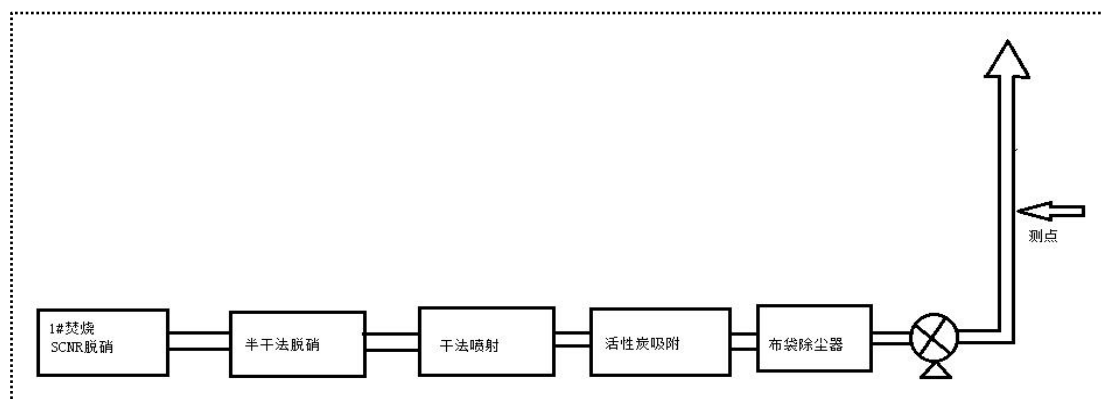 测点
1#焚烧
SCNR脱硝
半干法脱硝
干法喷射
活性炭吸附
布袋除尘器